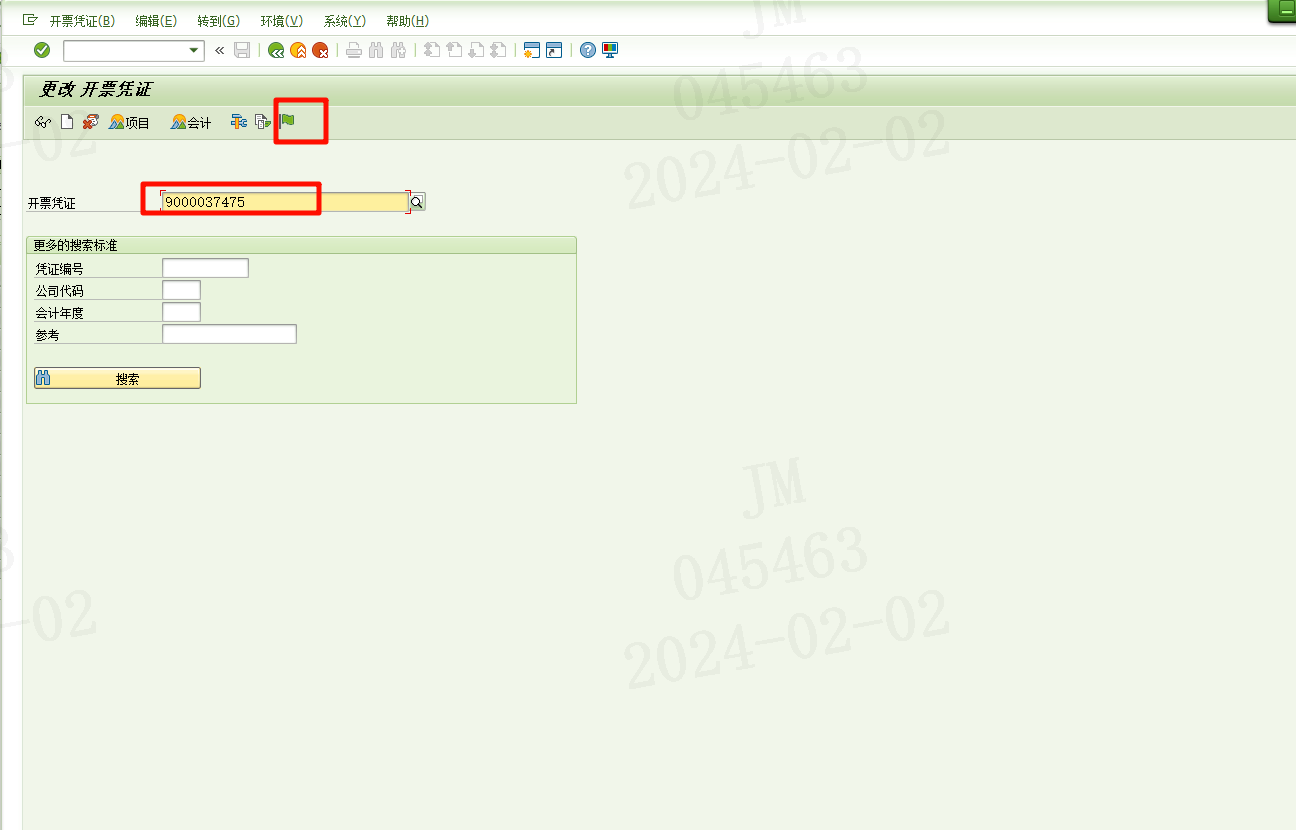 开票凭证(B) 编辑(E) 转到(G) 环境(V) 系统(Y) 帮助(H)
更改 开票凭证
项目 会计
开票凭证 9000037475
更多的搜索标准
凭证编号
公司代码
会计年度
参考
搜索
JM
045463
2024-02-02
JM
045463
2024-02-02
3
-02
3
-02